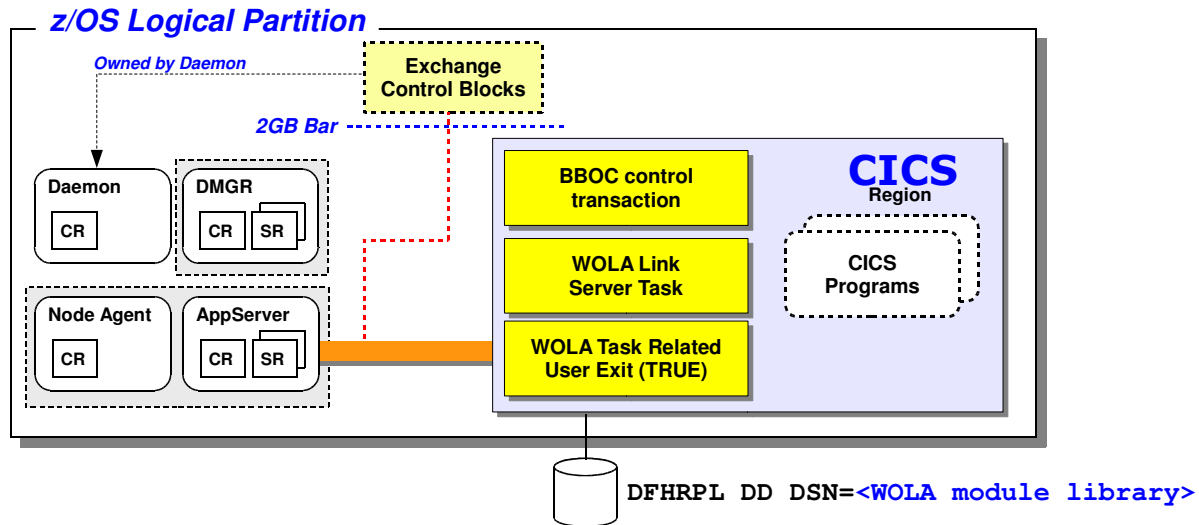 z/OS Logical Partition
Owned by Daemon
Exchange
Control Blocks
2GB Bar
Daemon
CR
DMGR
CR
SR
Node Agent
CR
AppServer
CR
SR
BBOC control
transaction
WOLA Link
Server Task
WOLA Task Related
User Exit (TRUE)
CICS
Region
CICS
Programs
DFHRPL DD DSN=<WOLA module library>